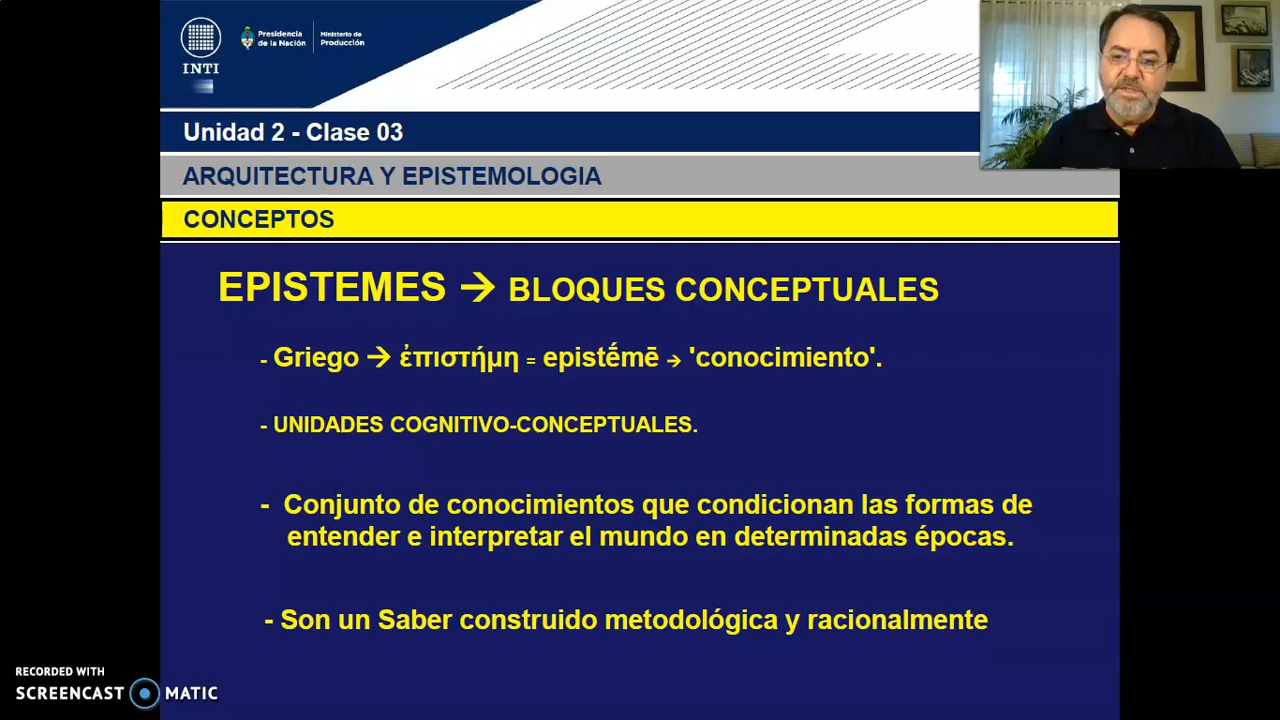 INTI
Presidencia
de la Nación
Ministerio de
Producción
Unidad 2 - Clase 03
ARQUITECTURA Y EPISTEMOLOGIA
CONCEPTOS
EPISTEMES → BLOQUES CONCEPTUALES
- Griego → ἐπιστήμη = epistḗmē → 'conocimiento'.
- UNIDADES COGNITIVO-CONCEPTUALES.
- Conjunto de conocimientos que condicionan las formas de
entender e interpretar el mundo en determinadas épocas.
- Son un Saber construido metodológica y racionalmente
RECORDED WITH
SCREENCAST MATIC